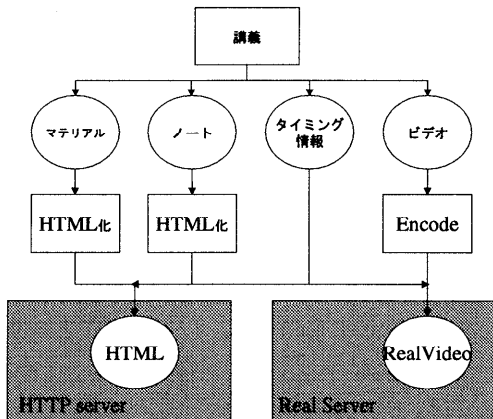 講義
マテリアル
ノート
タイミング
情報
ビデオ
HTML化
HTML化
Encode
HTML
RealVideo
HTTP server
Real Server